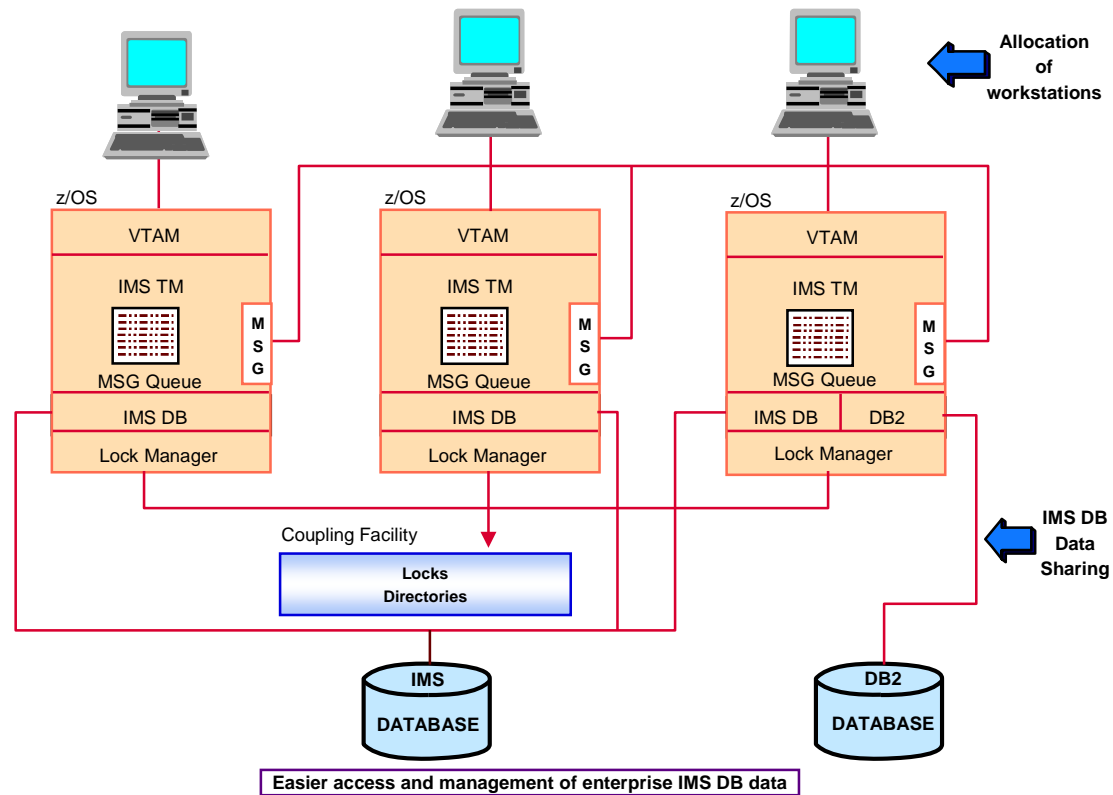 Allocation
of
workstations
z/OS
VTAM
IMS TM
MSG Queue
M
S
G
IMS DB
Lock Manager
z/OS
VTAM
IMS TM
MSG Queue
M
S
G
IMS DB
Lock Manager
z/OS
VTAM
IMS TM
MSG Queue
M
S
G
IMS DB
DB2
Lock Manager
Coupling Facility
Locks
Directories
IMS DB
Data
Sharing
IMS
DATABASE
DB2
DATABASE
Easier access and management of enterprise IMS DB data